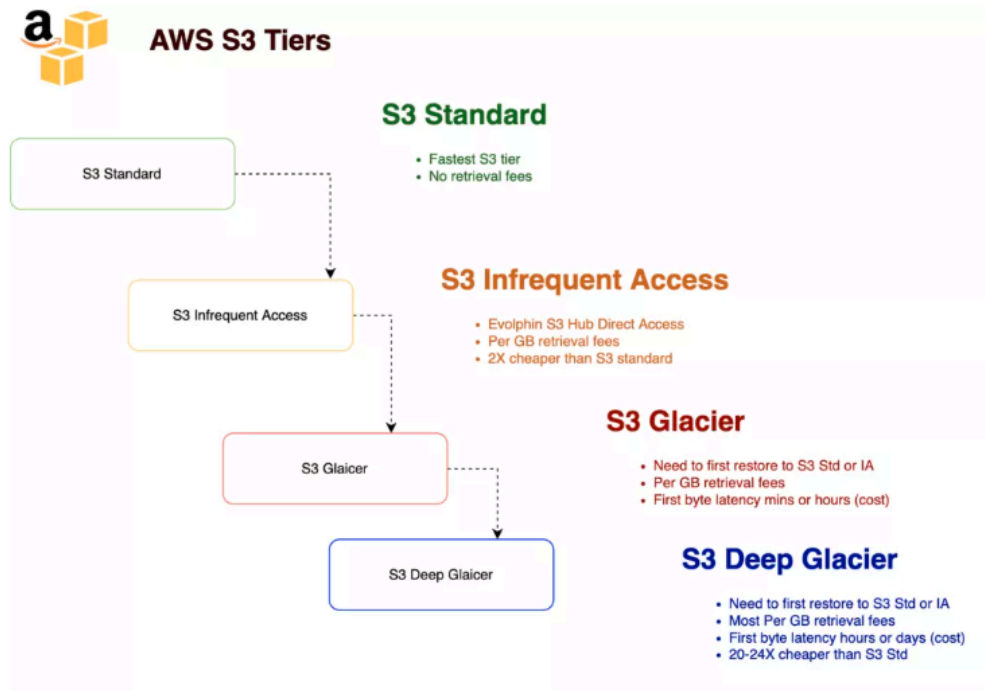 a
AWS S3 Tiers
S3 Standard
• Fastest S3 tier
• No retrieval fees
S3 Standard
S3 Infrequent Access
• Evolphin S3 Hub Direct Access
• Per GB retrieval fees
• 2X cheaper than S3 standard
S3 Infrequent Access
S3 Glacier
• Need to first restore to S3 Std or IA
• Per GB retrieval fees
• First byte latency mins or hours (cost)
S3 Glaicer
S3 Deep Glacier
• Need to first restore to S3 Std or IA
• Most Per GB retrieval fees
• First byte latency hours or days (cost)
• 20-24X cheaper than S3 Std
S3 Deep Glaicer